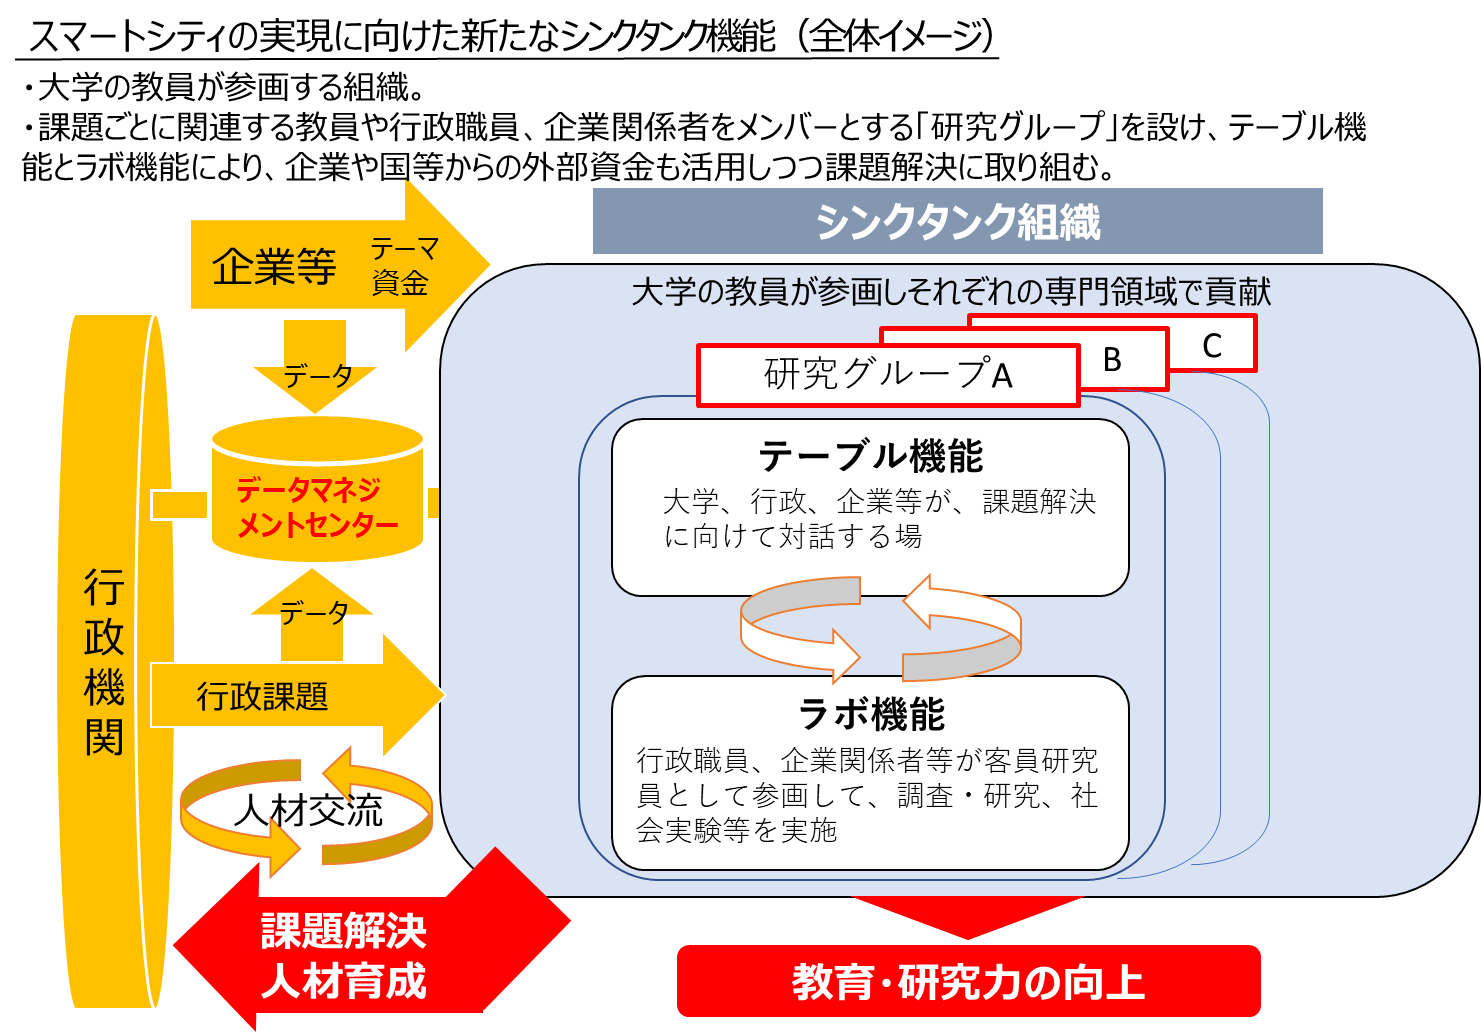 スマートシティの実現に向けた新たなシンクタンク機能（全体イメージ）
・大学の教員が参画する組織。
・課題ごとに関連する教員や行政職員、企業関係者をメンバーとする「研究グループ」を設け、テーブル機
能とラボ機能により、企業や国等からの外部資金も活用しつつ課題解決に取り組む。
シンクタンク組織
企業等
テーマ
資金
大学の教員が参画しそれぞれの専門領域で貢献
研究グループA
B
C
データ
データマネジ
メントセンター
データ
行政機関
行政課題
人材交流
テーブル機能
大学、行政、企業等が、課題解決
に向けて対話する場
ラボ機能
行政職員、企業関係者等が客員研究
員として参画して、調査・研究、社
会実験等を実施
課題解決
人材育成
教育・研究力の向上